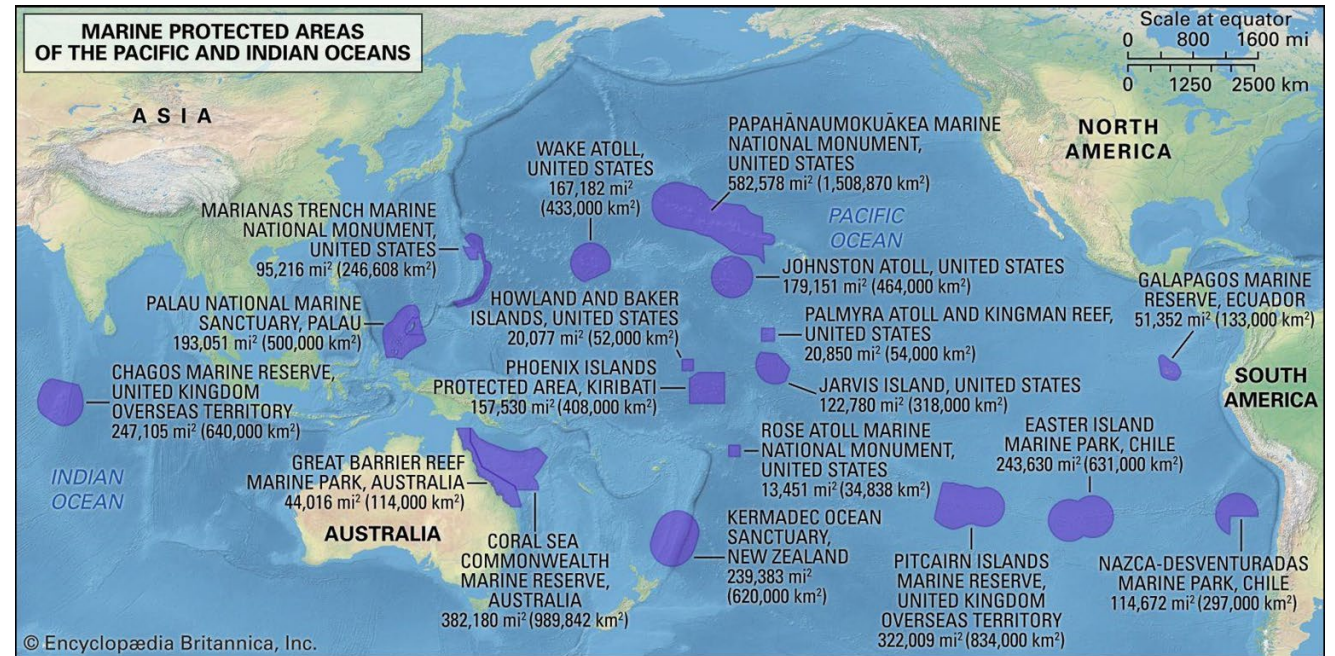 MARINE PROTECTED AREAS
OF THE PACIFIC AND INDIAN OCEANS
Scale at equator
0 800 1600 mi
0 1250 2500 km
ASIA
NORTH
AMERICA
PAPAHĀNAUMOKUĀKEA MARINE
NATIONAL MONUMENT,
UNITED STATES
582,578 mi² (1,508,870 km²)
WAKE ATOLL,
UNITED STATES
167,182 mi²
(433,000 km²)
MARIANAS TRENCH MARINE
NATIONAL MONUMENT,
UNITED STATES
95,216 mi² (246,608 km²)
PACIFIC
OCEAN
JOHNSTON ATOLL, UNITED STATES
179,151 mi² (464,000 km²)
GALAPAGOS MARINE
RESERVE, ECUADOR
51,352 mi² (133,000 km²)
PALAU NATIONAL MARINE
SANCTUARY, PALAU
193,051 mi² (500,000 km²)
HOWLAND AND BAKER
ISLANDS, UNITED STATES
20,077 mi² (52,000 km²)
PALMYRA ATOLL AND KINGMAN REEF,
UNITED STATES
20,850 mi² (54,000 km²)
CHAGOS MARINE RESERVE,
UNITED KINGDOM
OVERSEAS TERRITORY
247,105 mi² (640,000 km²)
PHOENIX ISLANDS
PROTECTED AREA, KIRIBATI
157,530 mi² (408,000 km²)
JARVIS ISLAND, UNITED STATES
122,780 mi² (318,000 km²)
SOUTH
AMERICA
INDIAN
OCEAN
GREAT BARRIER REEF
MARINE PARK, AUSTRALIA
44,016 mi² (114,000 km²)
ROSE ATOLL MARINE
NATIONAL MONUMENT,
UNITED STATES
13,451 mi² (34,838 km²)
EASTER ISLAND
MARINE PARK, CHILE
243,630 mi² (631,000 km²)
AUSTRALIA
CORAL SEA
COMMONWEALTH
MARINE RESERVE,
AUSTRALIA
382,180 mi² (989,842 km²)
KERMADEC OCEAN
SANCTUARY,
NEW ZEALAND
239,383 mi²
(620,000 km²)
PITCAIRN ISLANDS
MARINE RESERVE,
UNITED KINGDOM
OVERSEAS TERRITORY
322,009 mi² (834,000 km²)
NAZCA-DESVENTURADAS
MARINE PARK, CHILE
114,672 mi² (297,000 km²)
© Encyclopædia Britannica, Inc.